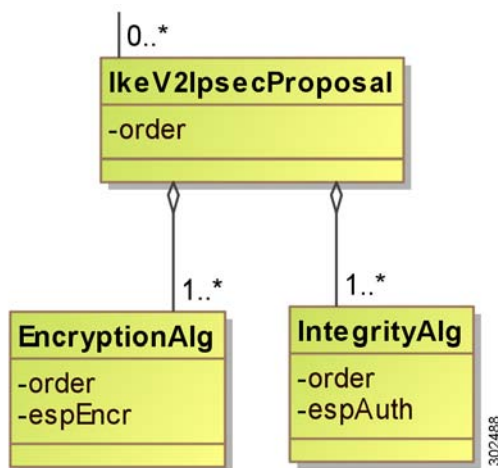 0..*
IkeV2IpsecProposal
-order
1..*
1..*
EncryptionAlg
-order
-espEncr
IntegrityAlg
-order
-espAuth
302488